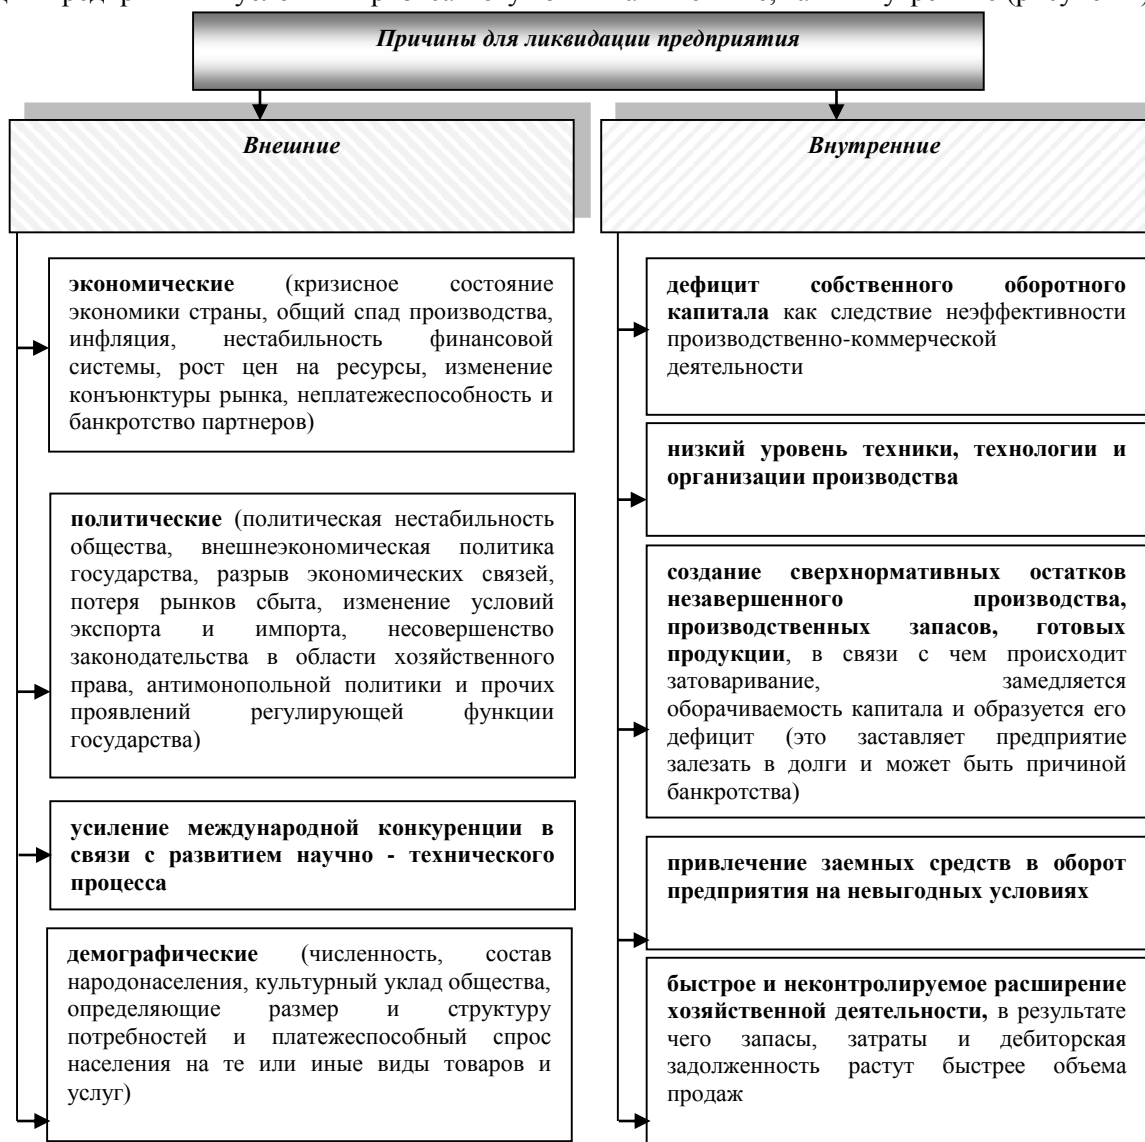 Причины для ликвидации предприятия
Внешние
экономические (кризисное состояние
экономики страны, общий спад производства,
инфляция, нестабильность финансовой
системы, рост цен на ресурсы, изменение
конъюнктуры рынка, неплатежеспособность и
банкротство партнеров)
политические (политическая нестабильность
общества, внешнеэкономическая политика
государства, разрыв экономических связей,
потеря рынков сбыта, изменение условий
экспорта и импорта, несовершенство
законодательства в области хозяйственного
права, антимонопольной политики и прочих
проявлений регулирующей функции
государства)
усиление международной конкуренции в
связи с развитием научно - технического
процесса
демографические (численность, состав
народонаселения, культурный уклад общества,
определяющие размер и структуру
потребностей и платежеспособный спрос
населения на те или иные виды товаров и
услуг)
Внутренние
дефицит собственного оборотного
капитала как следствие неэффективности
производственно-коммерческой
деятельности
низкий уровень техники, технологии и
организации производства
создание сверхнормативных остатков
незавершенного производства,
производственных запасов, готовых
продукции, в связи с чем происходит
затоваривание, замедляется
оборачиваемость капитала и образуется его
дефицит (это заставляет предприятие
залезать в долги и может быть причиной
банкротства)
привлечение заемных средств в оборот
предприятия на невыгодных условиях
быстрое и неконтролируемое расширение
хозяйственной деятельности, в результате
чего запасы, затраты и дебиторская
задолженность растут быстрее объема
продаж